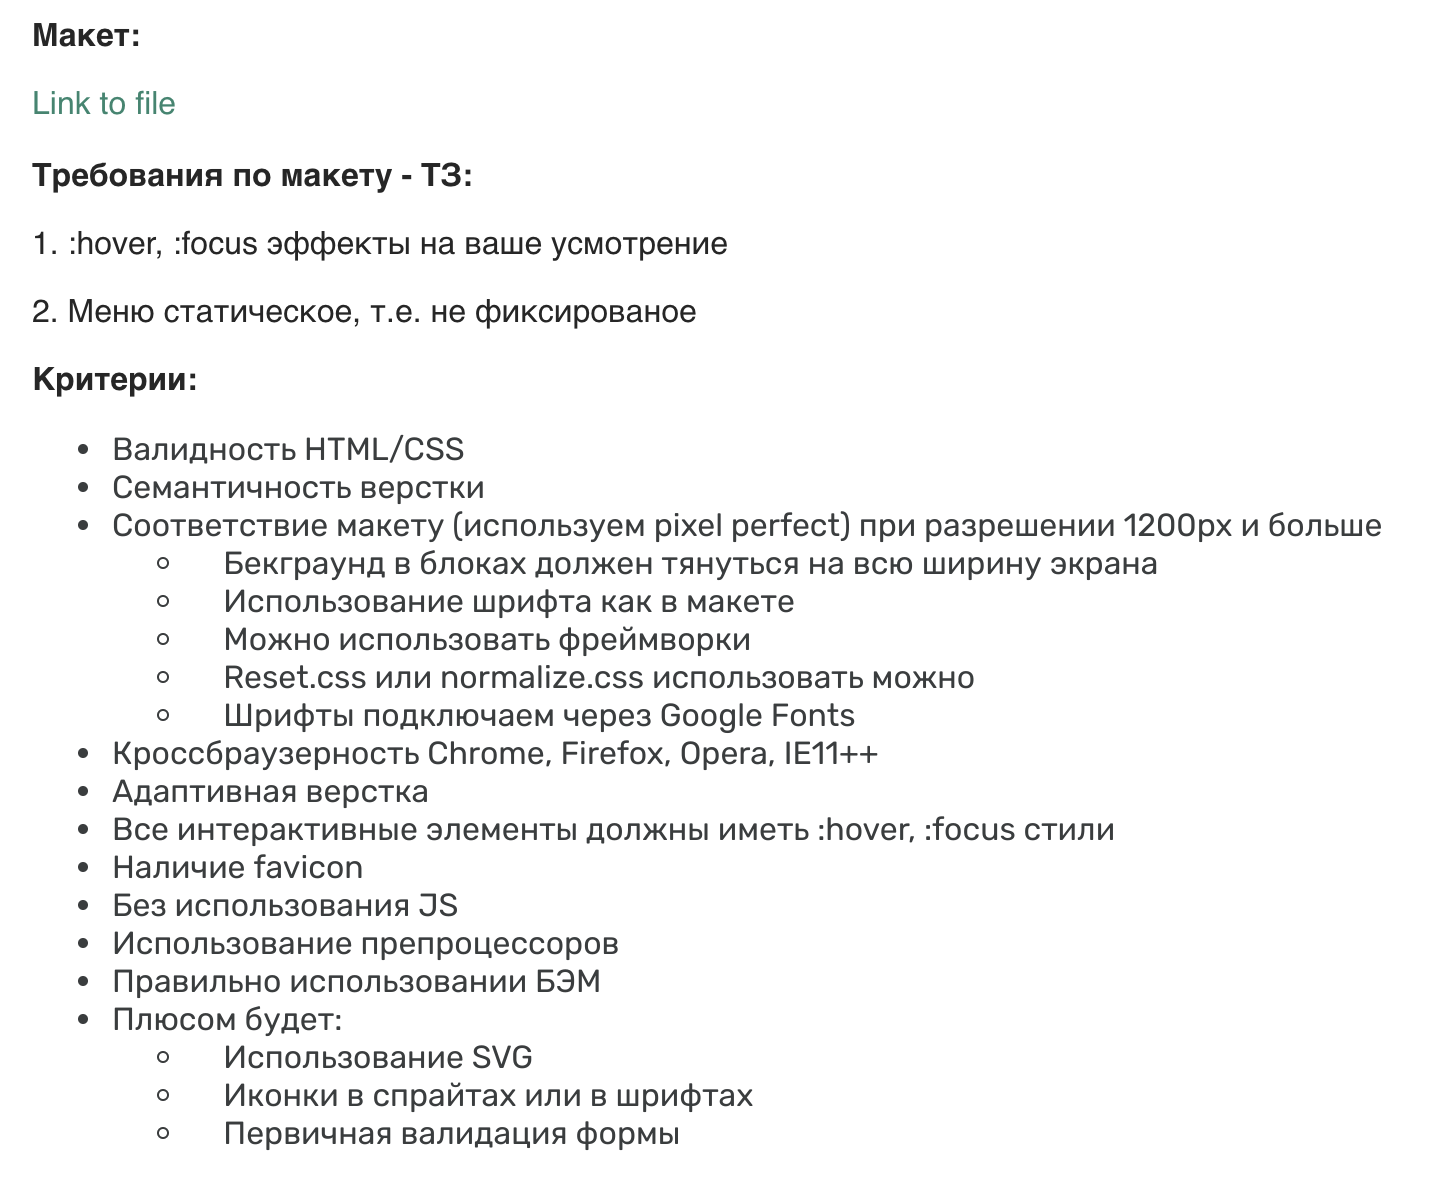 Макет:
Link to file
Требования по макету - ТЗ:
1. :hover, :focus эффекты на ваше усмотрение
2. Меню статическое, т.е. не фиксированое
Критерии:
• Валидность HTML/CSS
• Семантичность верстки
• Соответствие макету (используем pixel perfect) при разрешении 1200px и больше
◦ Бекграунд в блоках должен тянуться на всю ширину экрана
◦ Использование шрифта как в макете
◦ Можно использовать фреймворки
◦ Reset.css или normalize.css использовать можно
◦ Шрифты подключаем через Google Fonts
• Кроссбраузерность Chrome, Firefox, Opera, IE11++
• Адаптивная верстка
• Все интерактивные элементы должны иметь :hover, :focus стили
• Наличие favicon
• Без использования JS
• Использование препроцессоров
• Правильно использовании БЭМ
• Плюсом будет:
◦ Использование SVG
◦ Иконки в спрайтах или в шрифтах
◦ Первичная валидация формы